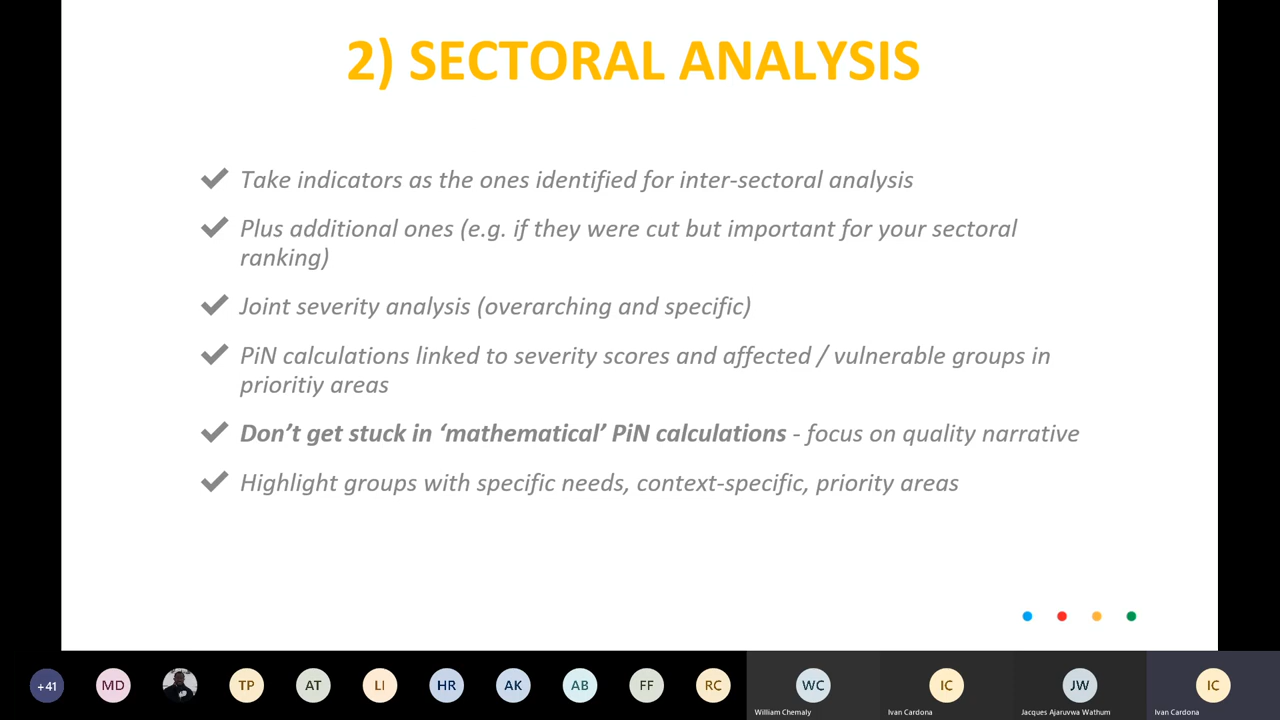 2) SECTORAL ANALYSIS
Take indicators as the ones identified for inter-sectoral analysis
Plus additional ones (e.g. if they were cut but important for your sectoral
ranking)
Joint severity analysis (overarching and specific)
PiN calculations linked to severity scores and affected / vulnerable groups in
prioritiy areas
Don't get stuck in ‘mathematical’ PiN calculations - focus on quality narrative
Highlight groups with specific needs, context-specific, priority areas
+41 MD TP AT LI HR AK AB FF RC WC IC JW IC
William Chemaly Ivan Cardona Jacques Ajaruvwa Wathum Ivan Cardona